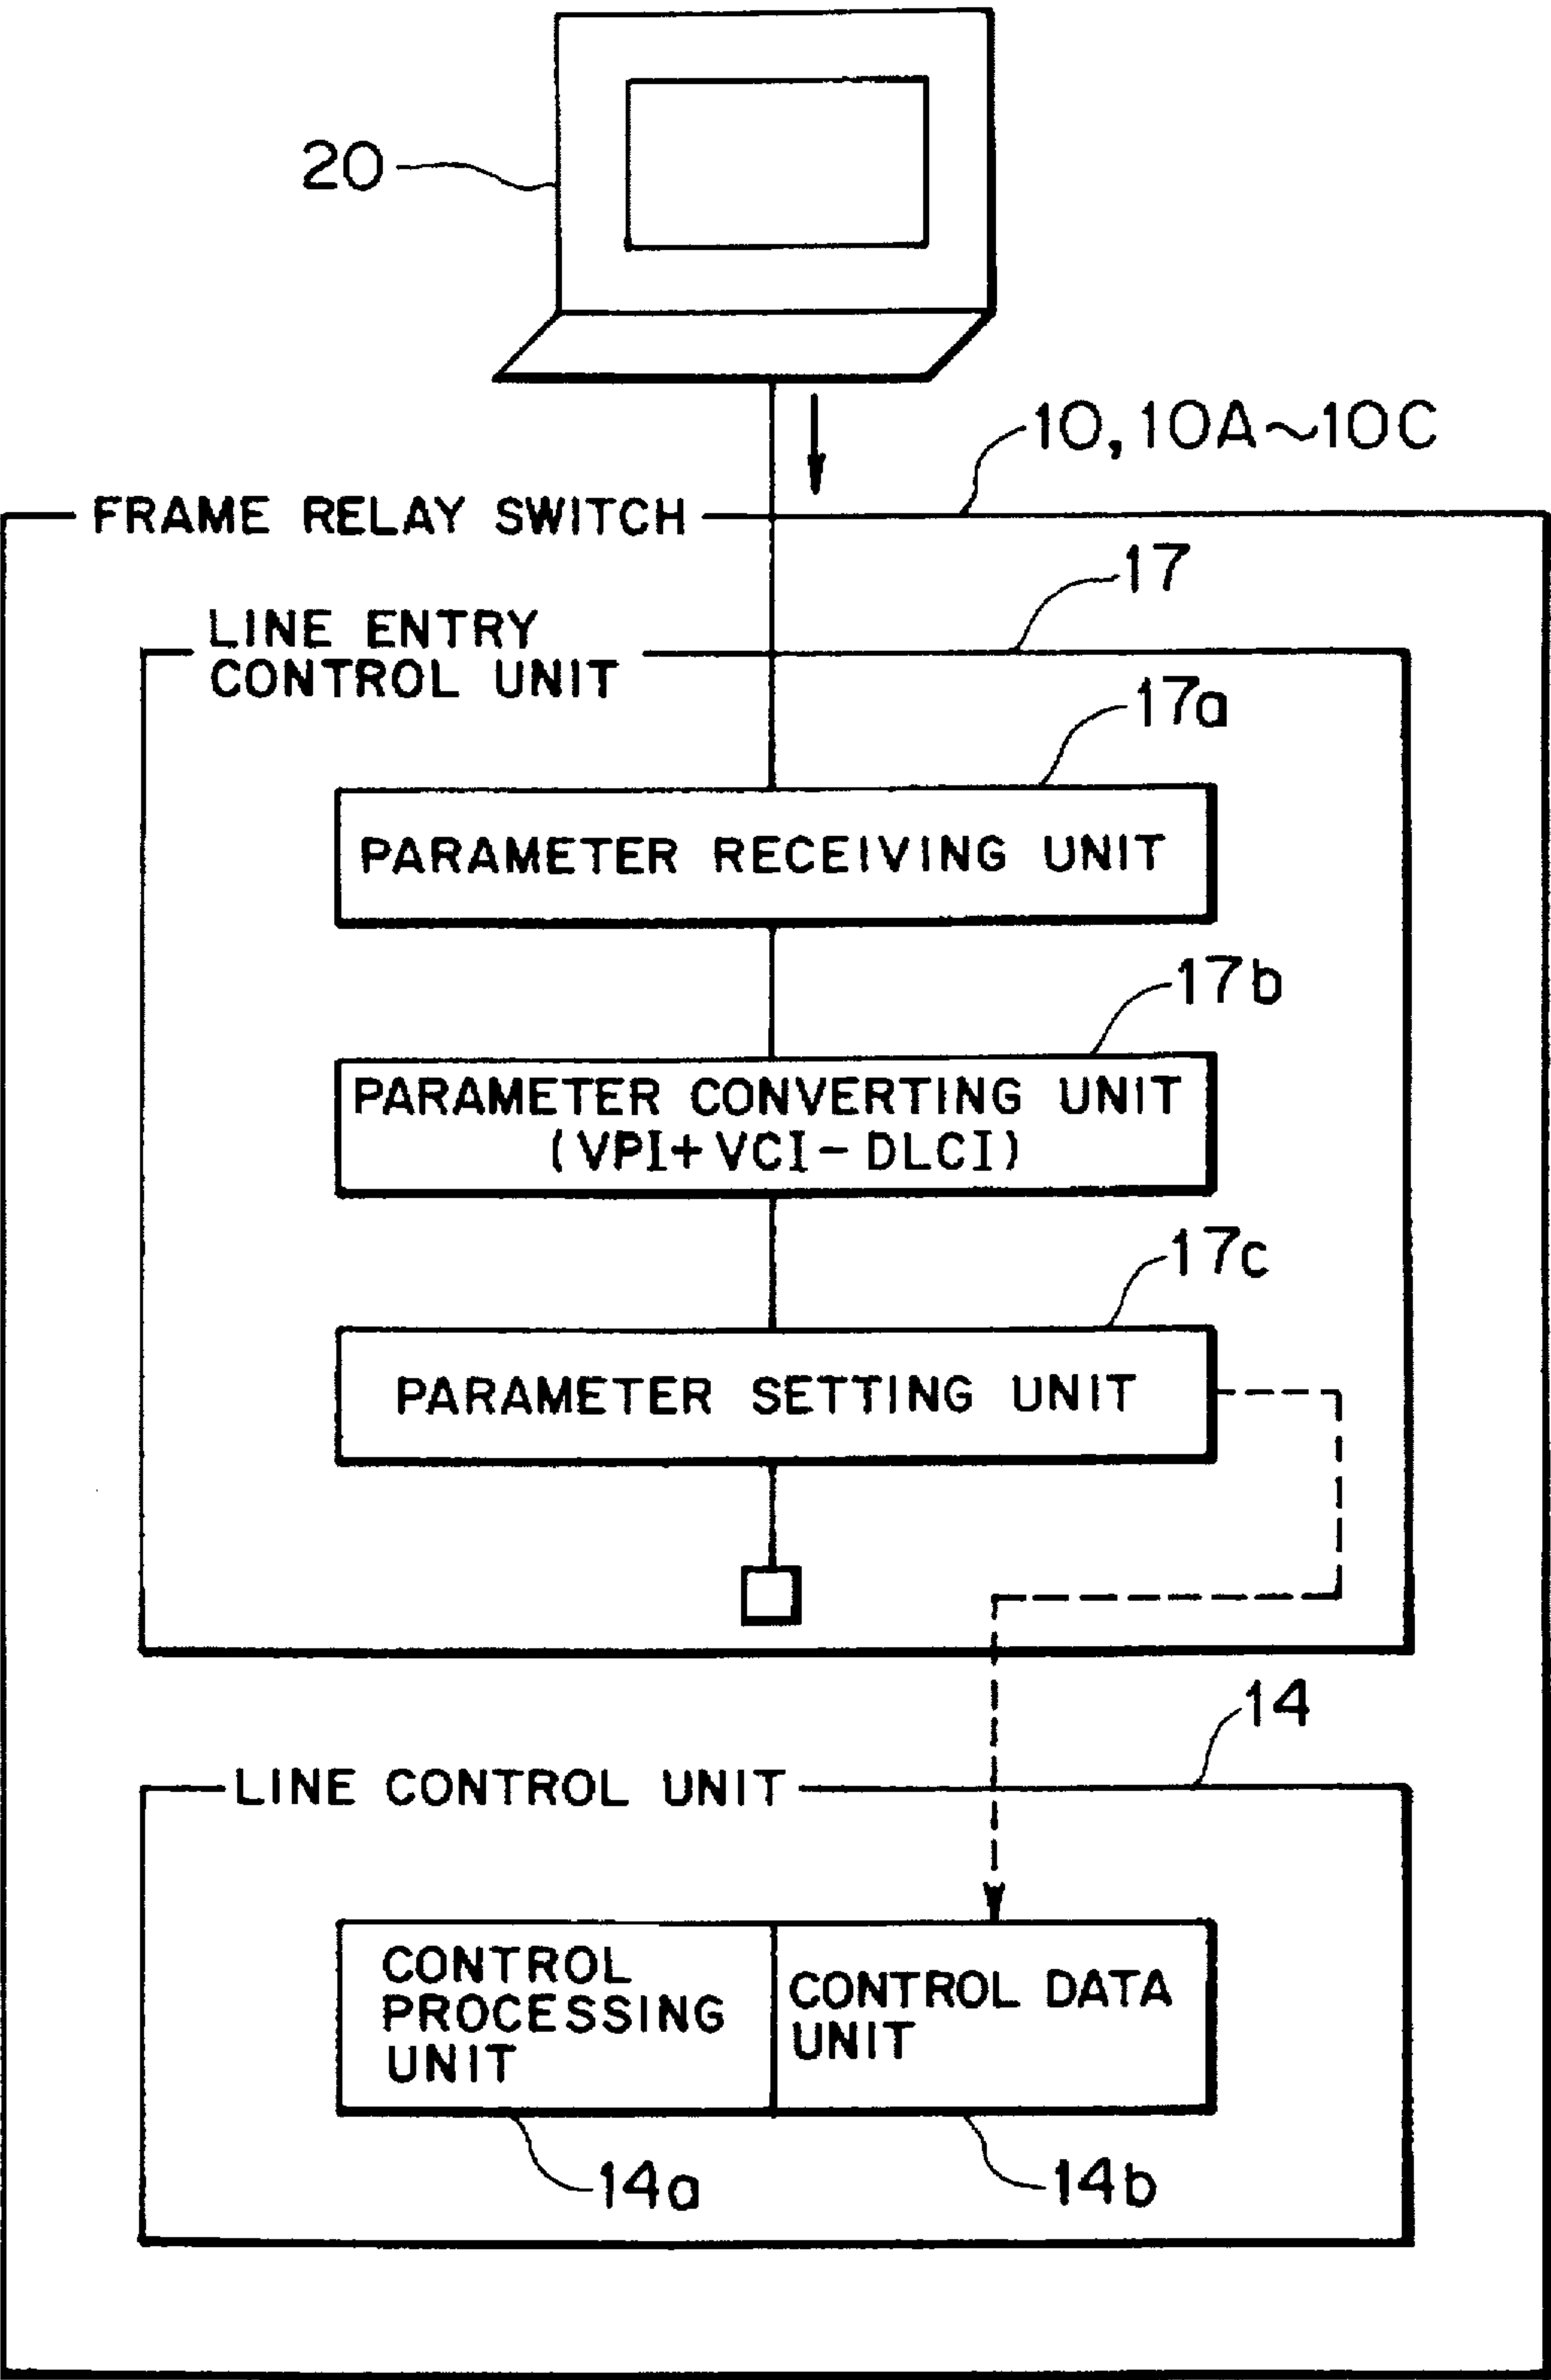 20
10, 10A~10C
FRAME RELAY SWITCH
17
LINE ENTRY
CONTROL UNIT
17a
PARAMETER RECEIVING UNIT
17b
PARAMETER CONVERTING UNIT
(VPI+VCI-DLCI)
17c
PARAMETER SETTING UNIT
14
LINE CONTROL UNIT
CONTROL
PROCESSING
UNIT
CONTROL DATA
UNIT
14a
14b